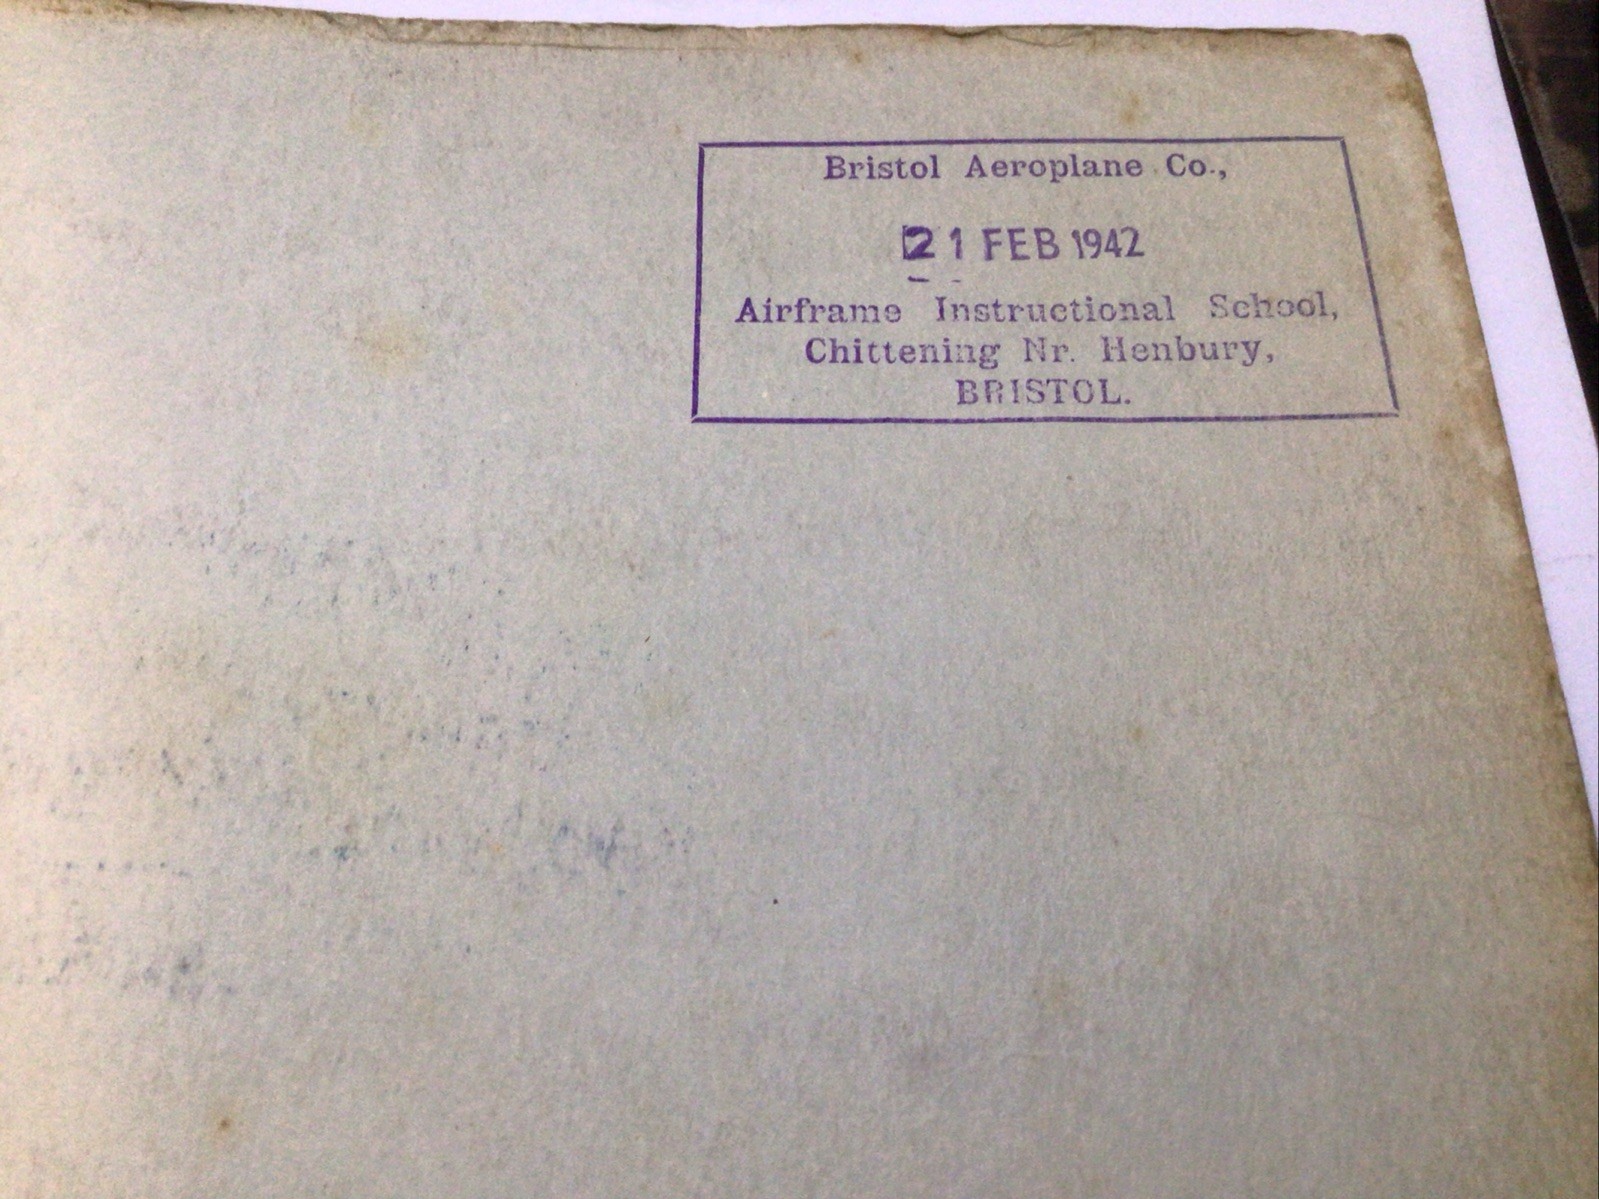 Bristol Aeroplane Co.,
21 FEB 1942
Airframe Instructional School,
Chittening Nr. Henbury,
BRISTOL.